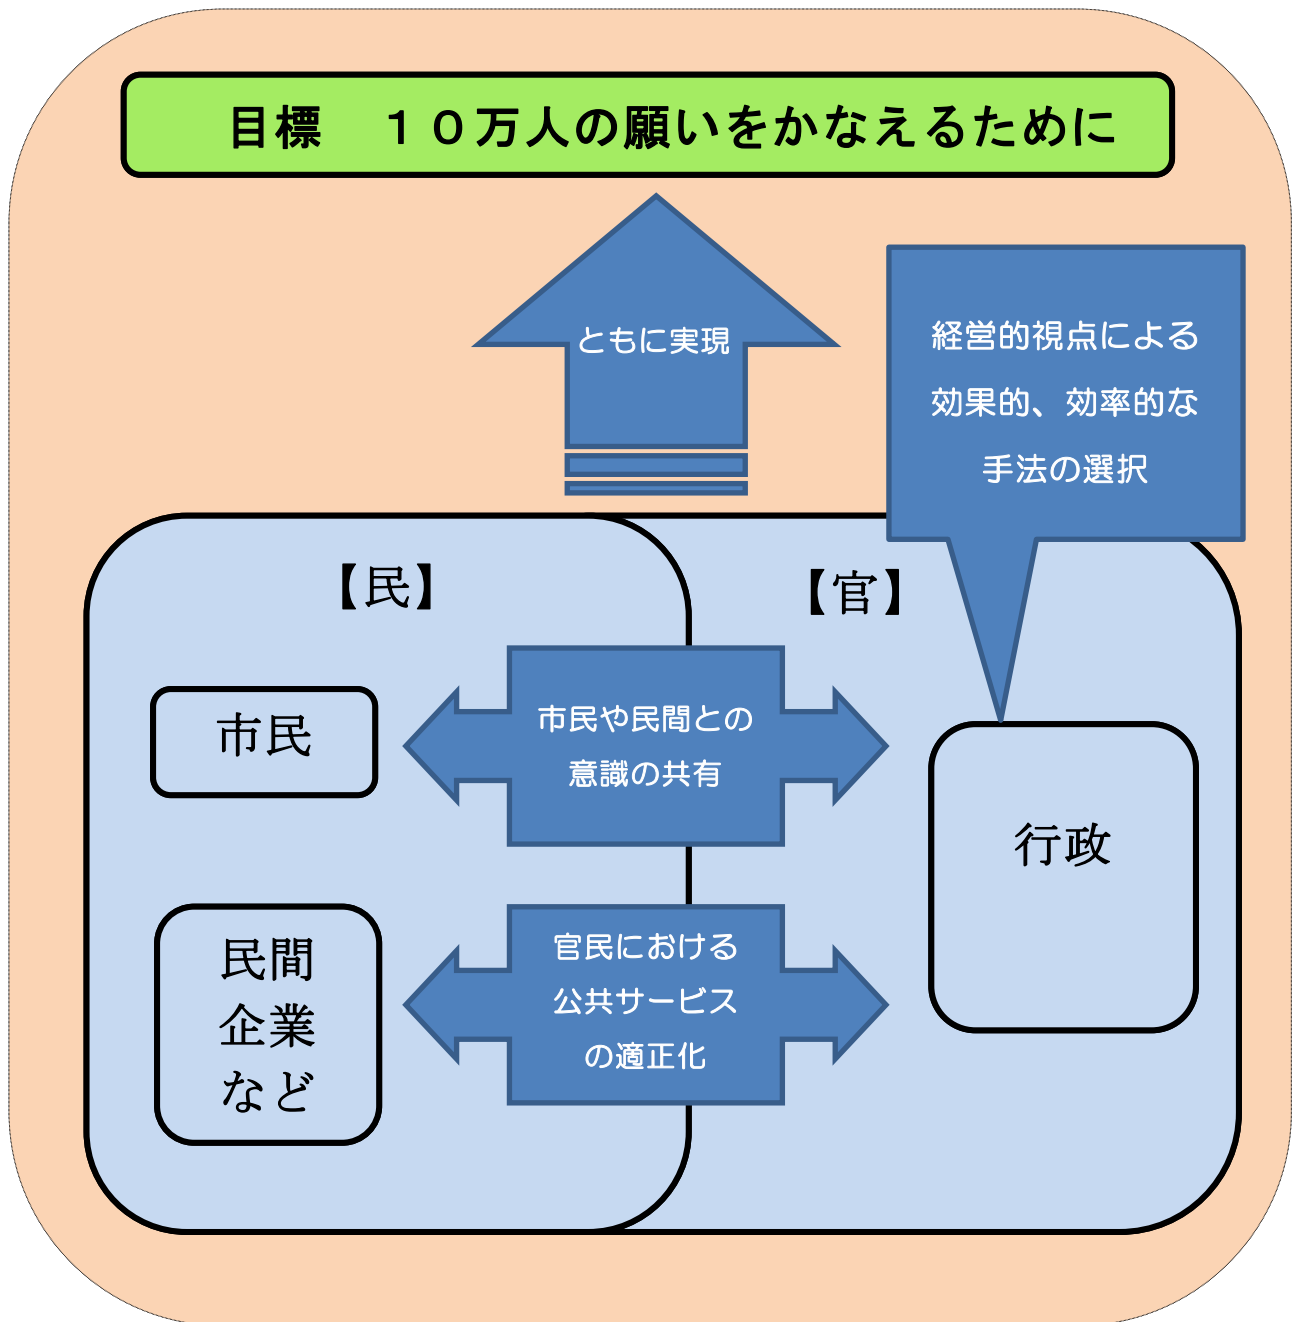 目標　１０万人の願いをかなえるために
ともに実現
経営的視点による
効果的、効率的な
手法の選択
【民】
【官】
市民
市民や民間との
意識の共有
行政
民間
企業
など
官民における
公共サービス
の適正化